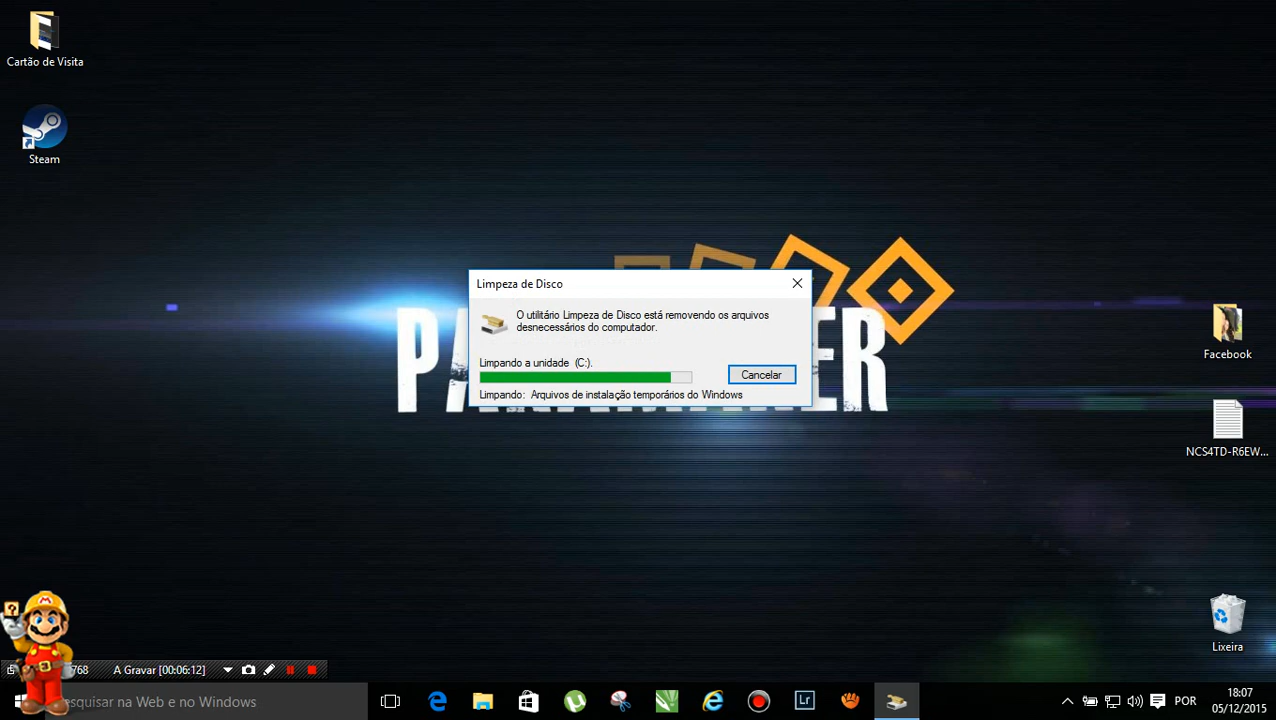 Cartão de Visita
Steam
Limpeza de Disco
O utilitário Limpeza de Disco está removendo os arquivos
desnecessários do computador.
Limpando a unidade (C:).
Cancelar
Limpando: Arquivos de instalação temporários do Windows
Facebook
NCS4TD-R6EW...
Lixeira
768 A Gravar [00:06:12]
esquisar na Web e no Windows
Lr
POR
18:07
05/12/2015